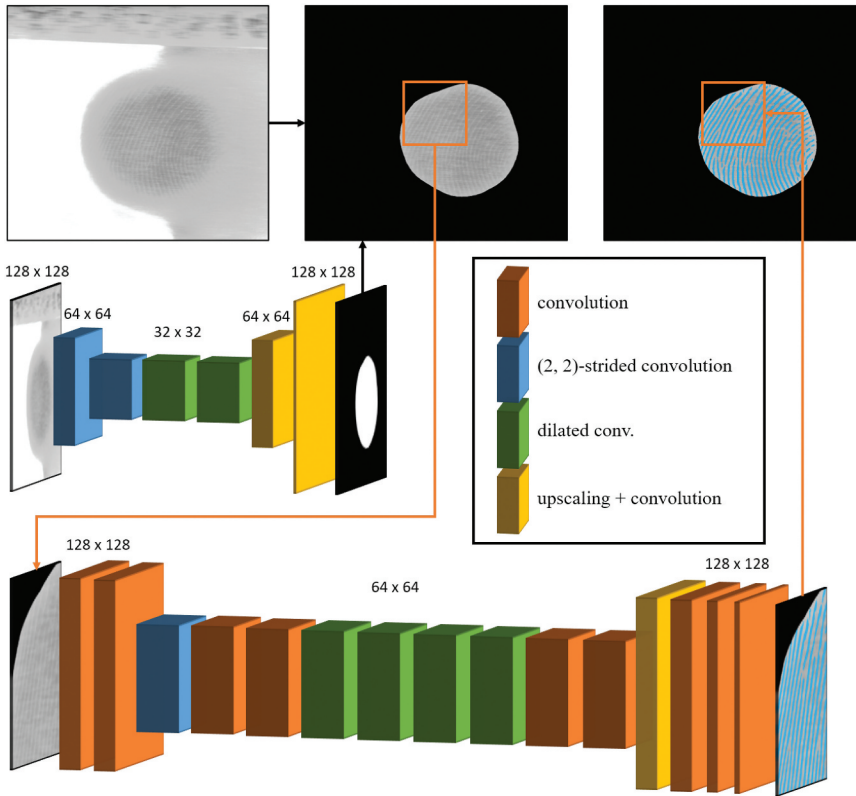 128 x 128
64 x 64
32 x 32
64 x 64
128 x 128
convolution
(2, 2)-strided convolution
dilated conv.
upscaling + convolution
128 x 128
64 x 64
128 x 128